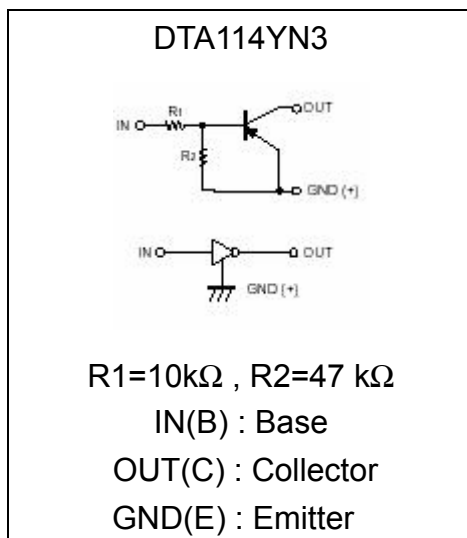 DTA114YN3
R1
OUT
IN
R2
GND (+)
IN
OUT
GND (+)
R1=10kΩ , R2=47 kΩ
IN(B) : Base
OUT(C) : Collector
GND(E) : Emitter